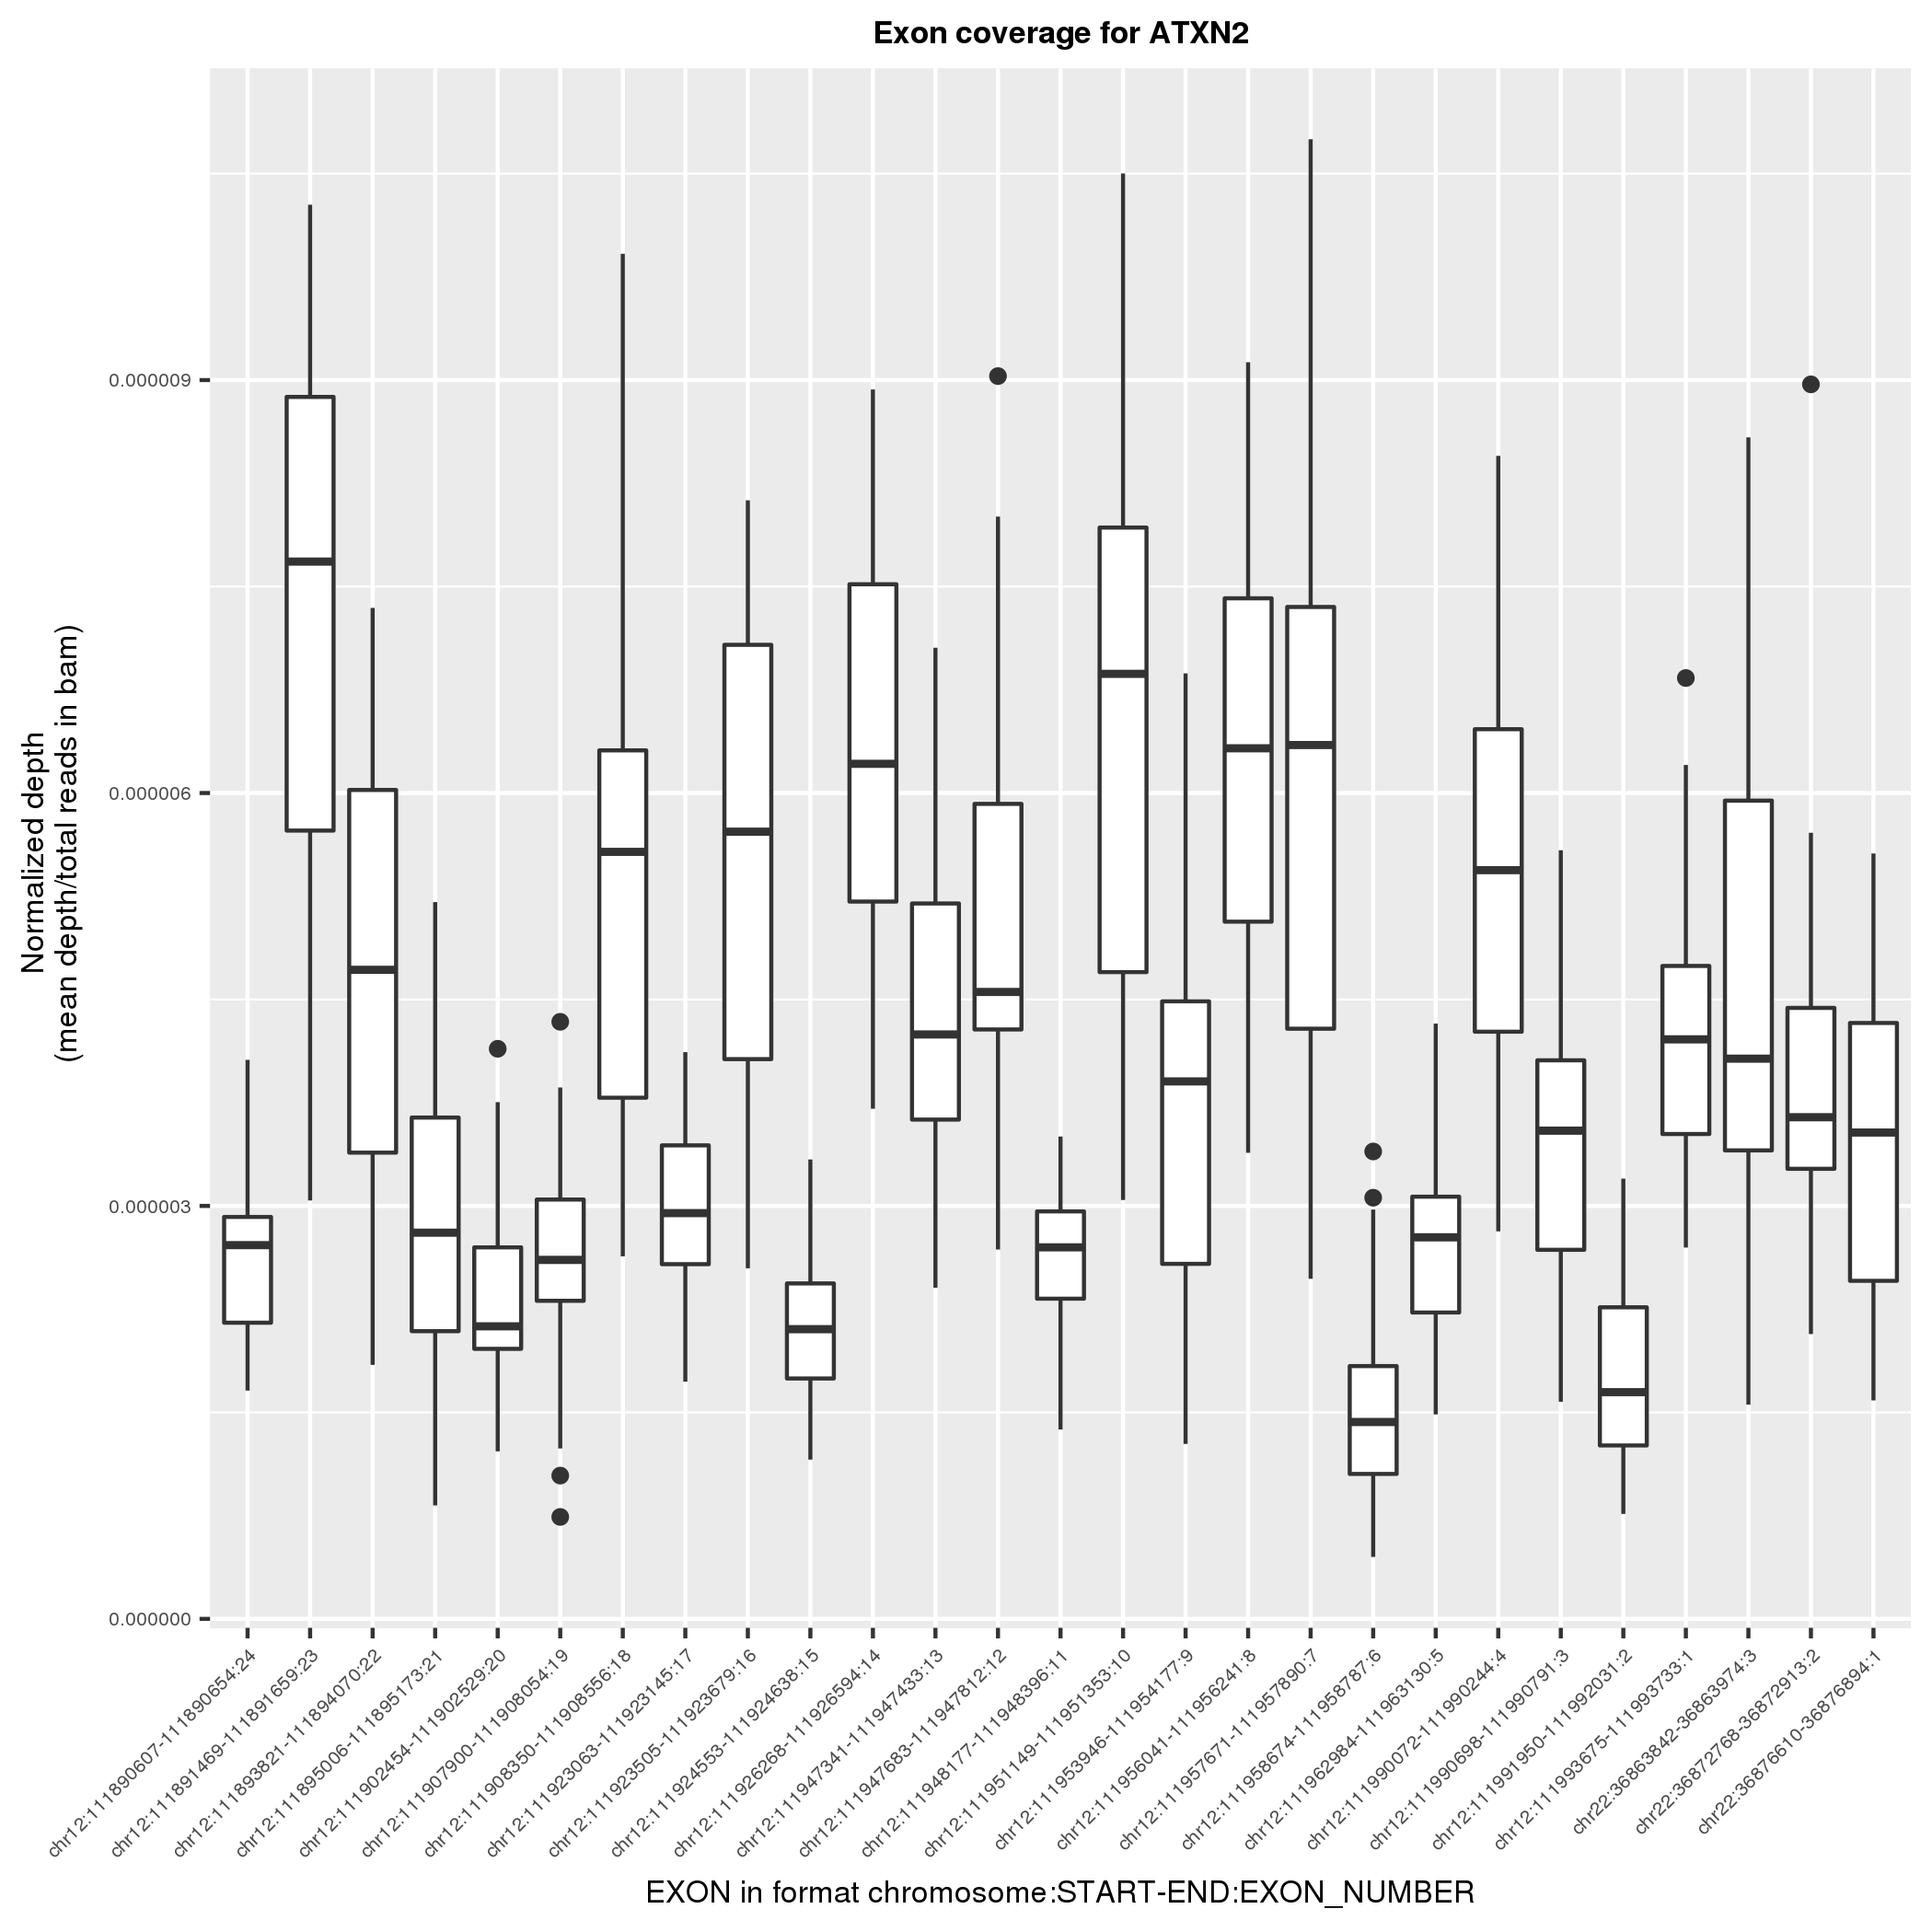 Exon coverage for ATXN2
Normalized depth
(mean depth/total reads in bam)
0.000009
0.000006
0.000003
0.000000
chr12:111890607-111890654:24
chr12:111891469-111891659:23
chr12:111893821-111894070:22
chr12:111895006-111895173:21
chr12:111902454-111902529:20
chr12:111907900-111908054:19
chr12:111908350-111908556:18
chr12:111923063-111923145:17
chr12:111923505-111923679:16
chr12:111924553-111924638:15
chr12:111926268-111926594:14
chr12:111947341-111947433:13
chr12:111947683-111947812:12
chr12:111948177-111948396:11
chr12:111951149-111951353:10
chr12:111953946-111954177:9
chr12:111956041-111956241:8
chr12:111957671-111957890:7
chr12:111958674-111958787:6
chr12:111962984-111963130:5
chr12:111990072-111990244:4
chr12:111990698-111990791:3
chr12:111991950-111992031:2
chr12:111993675-111993733:1
chr22:36863842-36863974:3
chr22:36872768-36872913:2
chr22:36876610-36876894:1
EXON in format chromosome:START-END:EXON_NUMBER